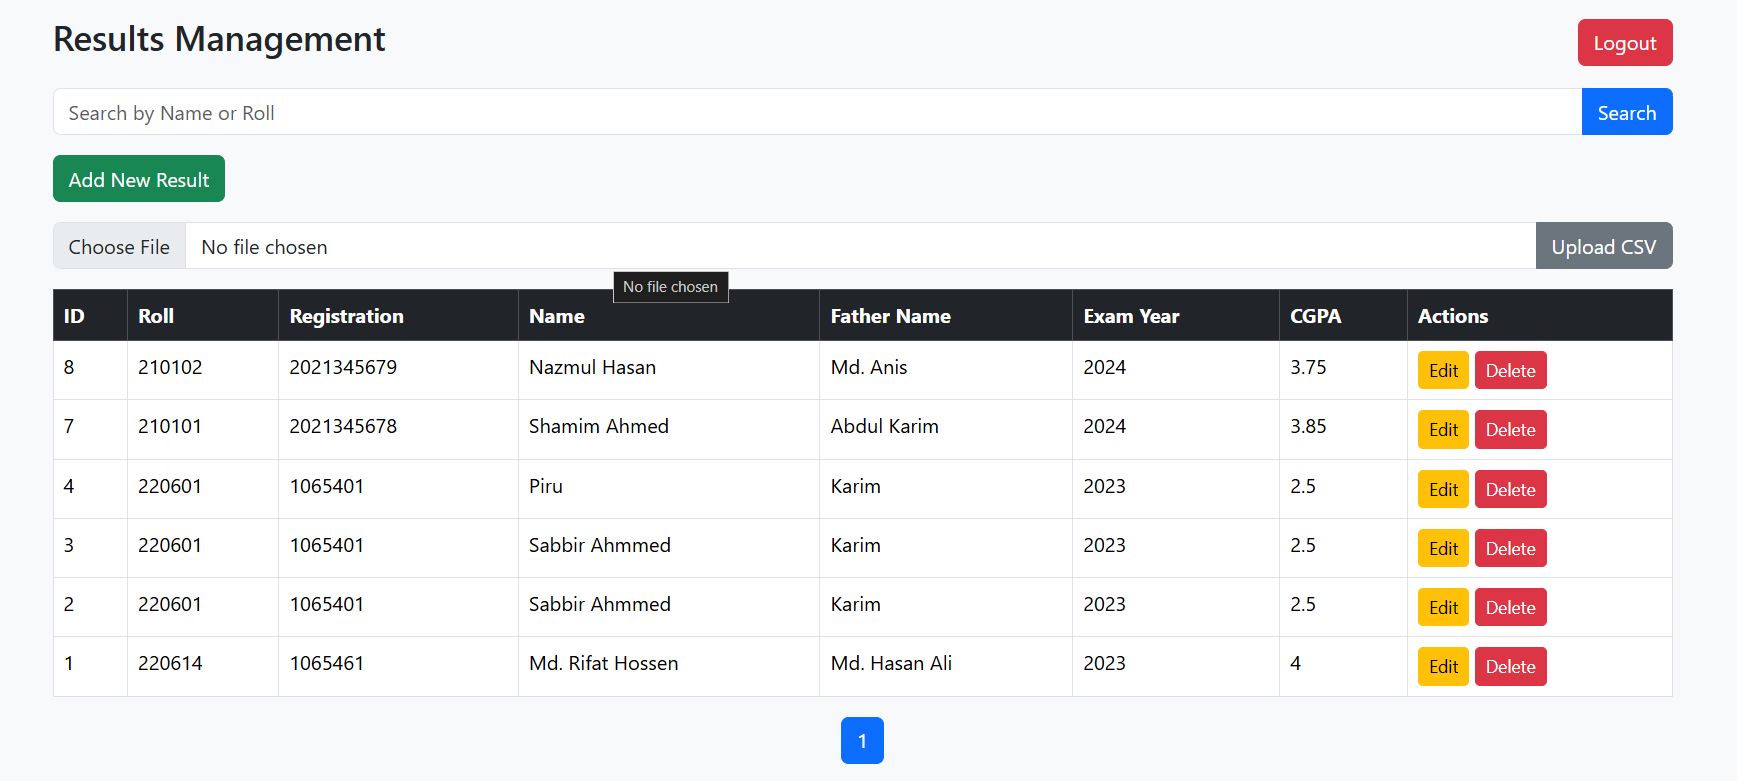 Results Management
Logout
Search by Name or Roll
Search
Add New Result
Choose File No file chosen
Upload CSV
No file chosen
ID Roll Registration Name Father Name Exam Year CGPA Actions
8 210102 2021345679 Nazmul Hasan Md. Anis 2024 3.75 Edit Delete
7 210101 2021345678 Shamim Ahmed Abdul Karim 2024 3.85 Edit Delete
4 220601 1065401 Piru Karim 2023 2.5 Edit Delete
3 220601 1065401 Sabbir Ahmmed Karim 2023 2.5 Edit Delete
2 220601 1065401 Sabbir Ahmmed Karim 2023 2.5 Edit Delete
1 220614 1065461 Md. Rifat Hossen Md. Hasan Ali 2023 4 Edit Delete
1